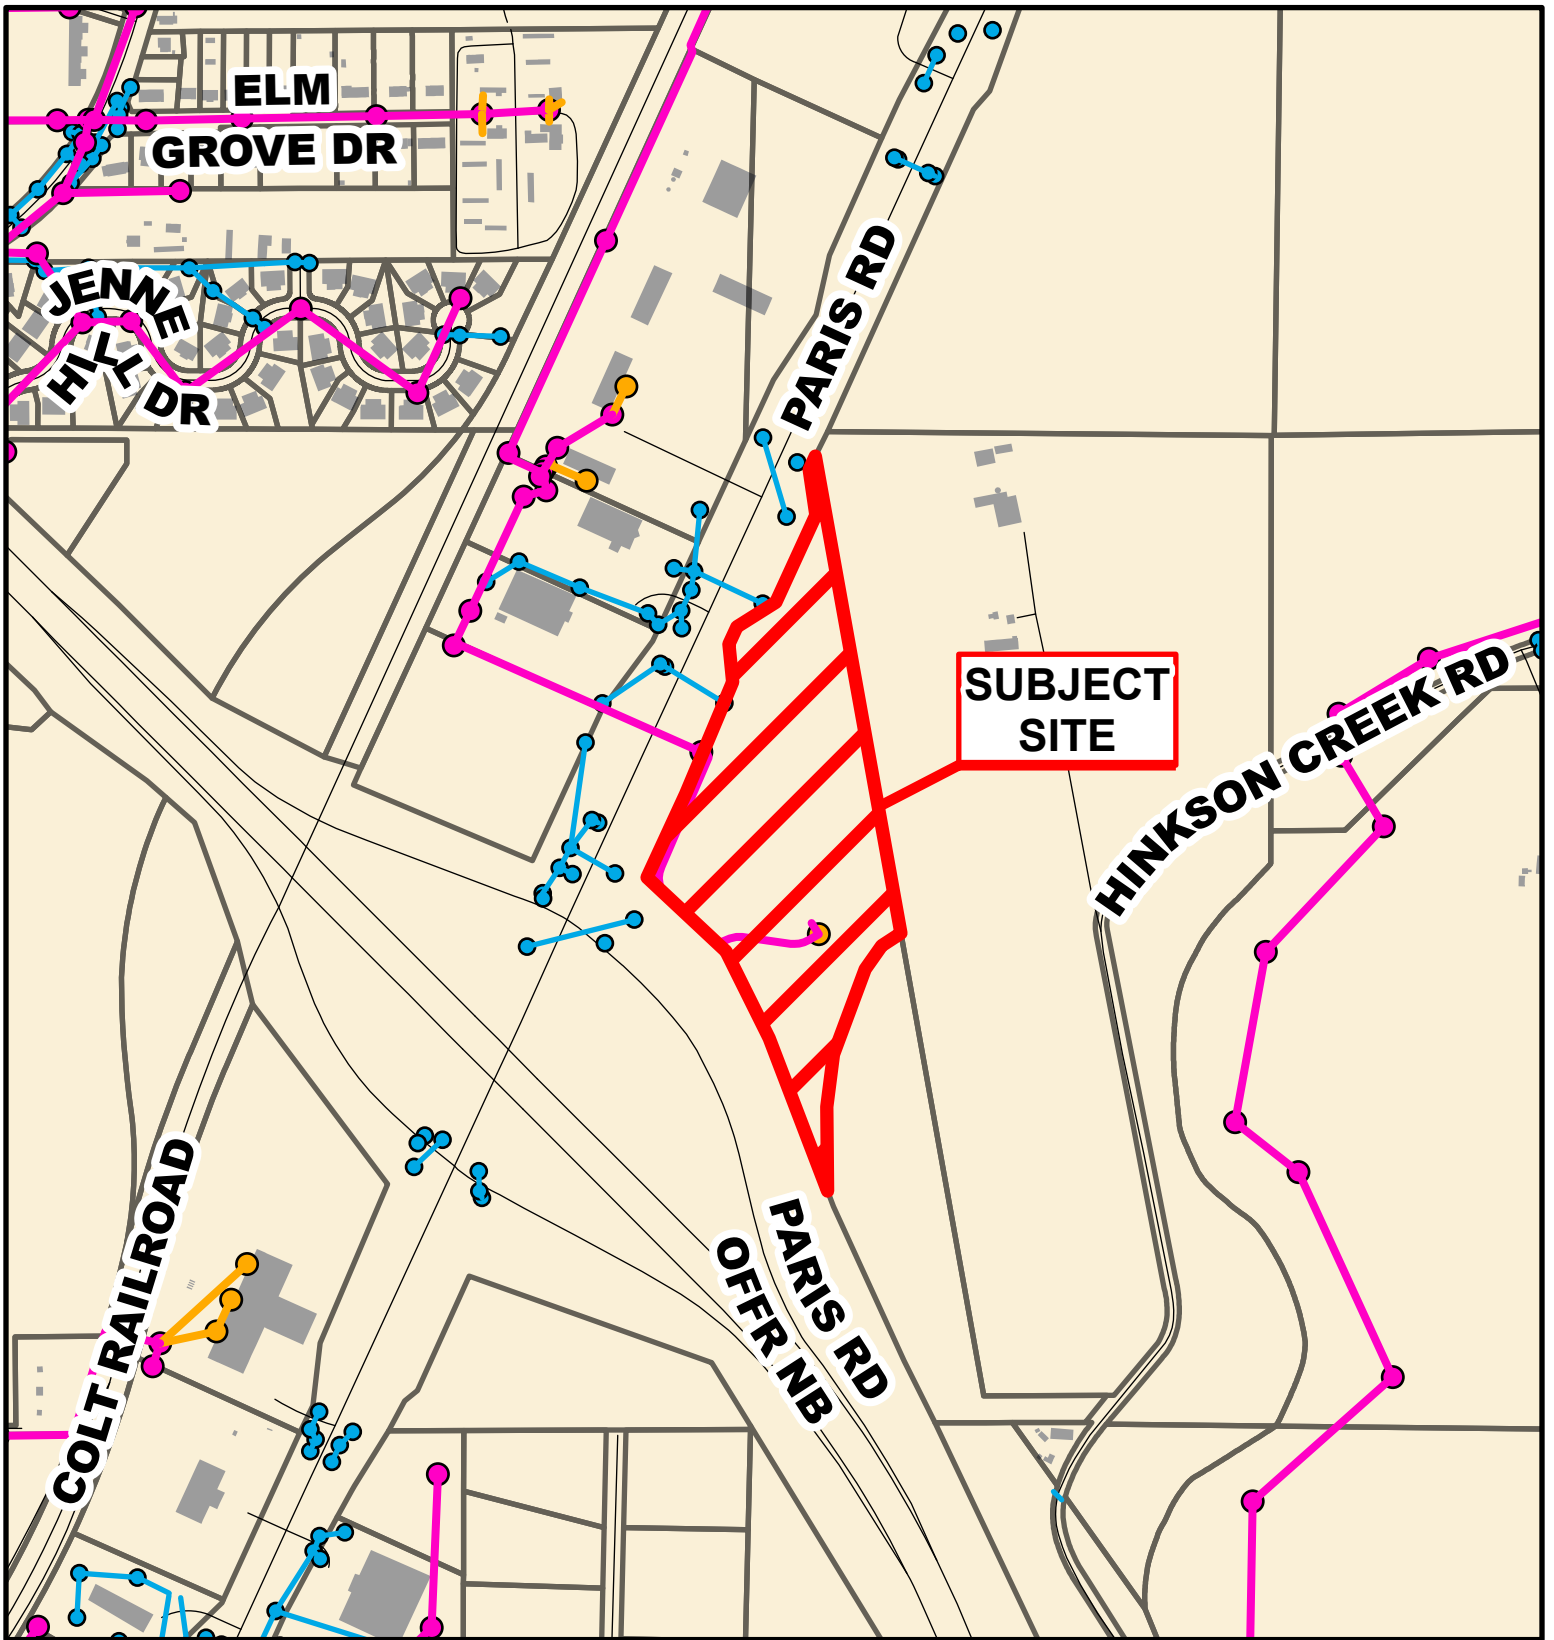 ELM
GROVE DR
JENNE
HILL DR
PARIS RD
SUBJECT
SITE
HINKSON CREEK RD
COLT RAILROAD
PARIS RD
OFFR NB